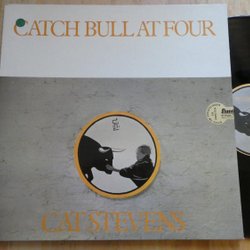 CATCH BULL AT FOUR
CAT STEVENS